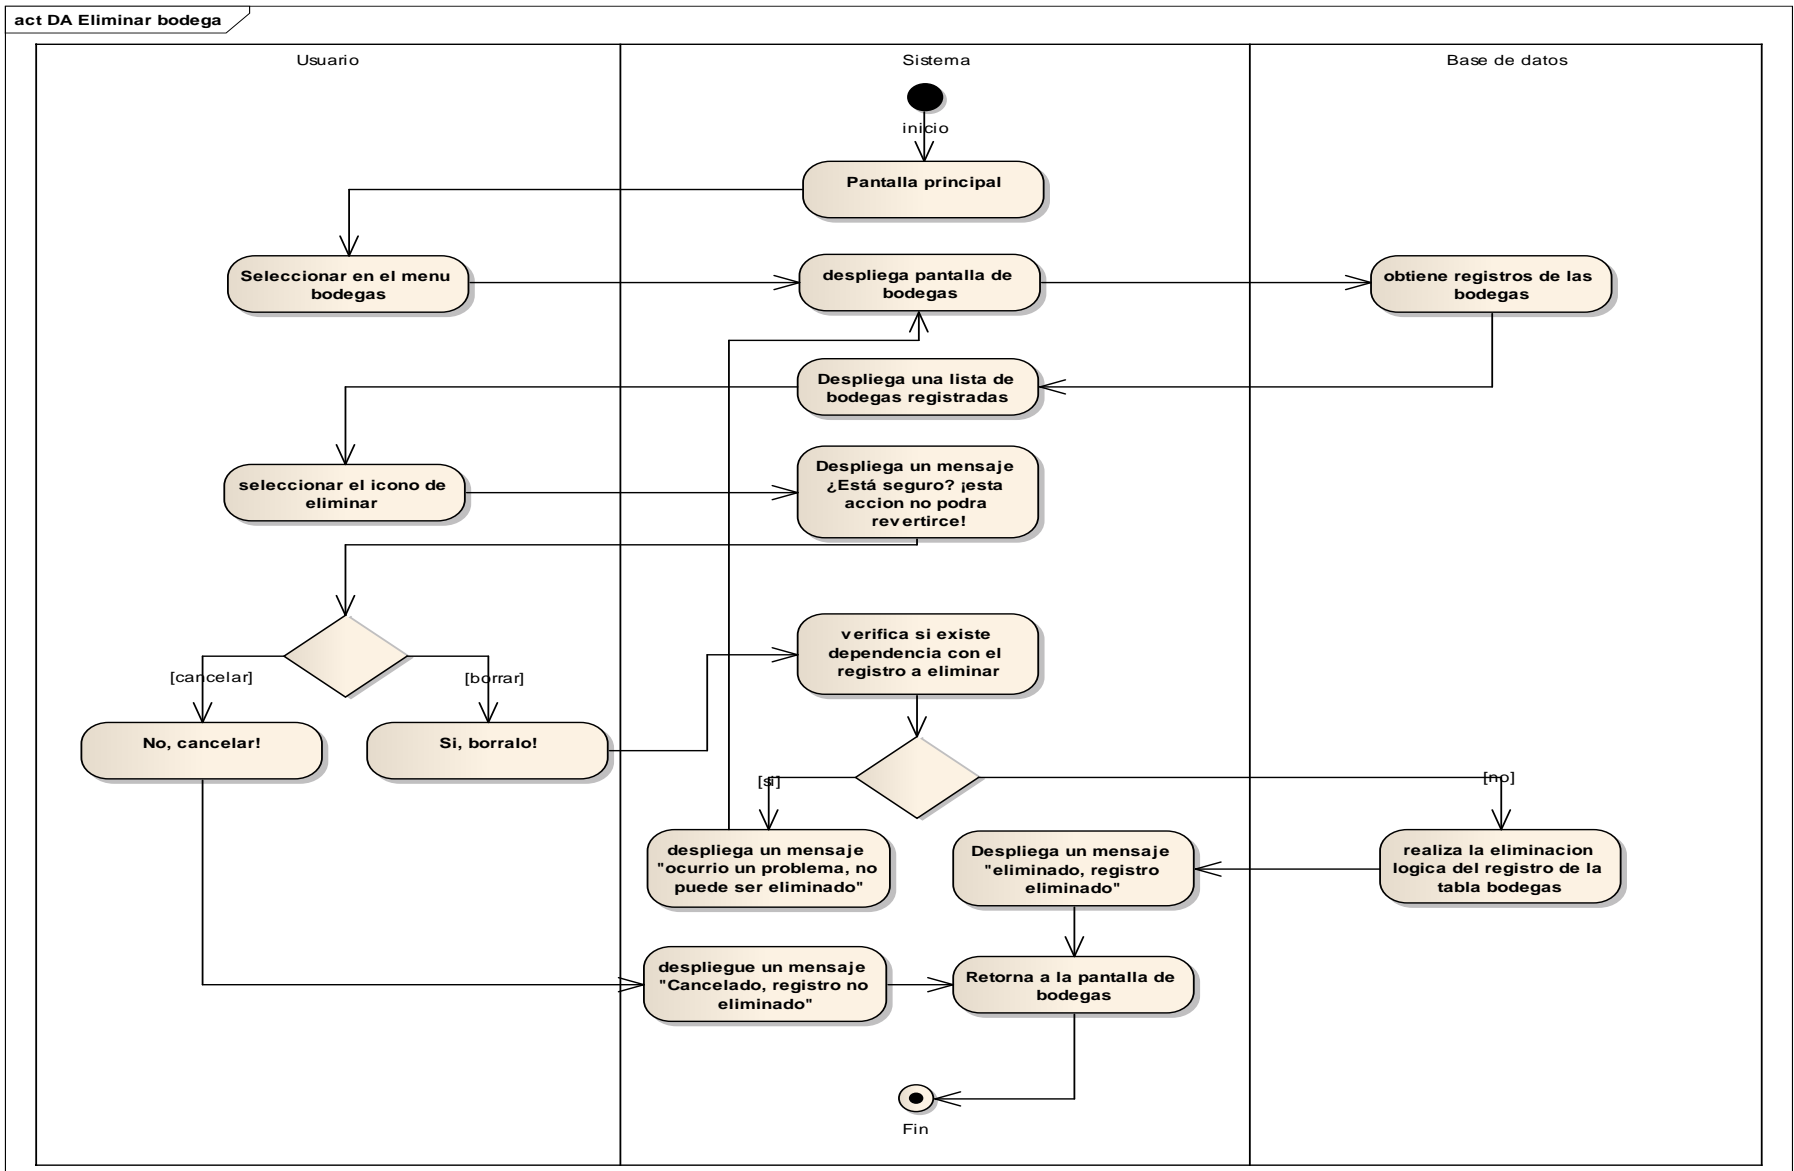 act DA Eliminar bodega
Usuario
Sistema
Base de datos
inicio
Pantalla principal
Seleccionar en el menu
bodegas
despliega pantalla de
bodegas
obtiene registros de las
bodegas
Despliega una lista de
bodegas registradas
seleccionar el icono de
eliminar
Despliega un mensaje
¿Está seguro? ¡esta
accion no podra
revertirce!
verifica si existe
dependencia con el
registro a eliminar
[cancelar]
[borrar]
No, cancelar!
Si, borralo!
[si]
[no]
despliega un mensaje
"ocurrio un problema, no
puede ser eliminado"
Despliega un mensaje
"eliminado, registro
eliminado"
realiza la eliminacion
logica del registro de la
tabla bodegas
despliegue un mensaje
"Cancelado, registro no
eliminado"
Retorna a la pantalla de
bodegas
Fin